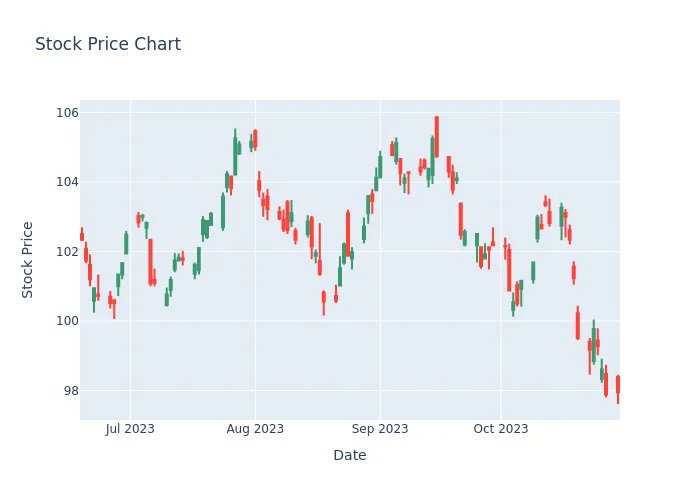 Stock Price Chart
106
104
102
100
98
Stock Price
Jul 2023
Aug 2023
Sep 2023
Oct 2023
Date